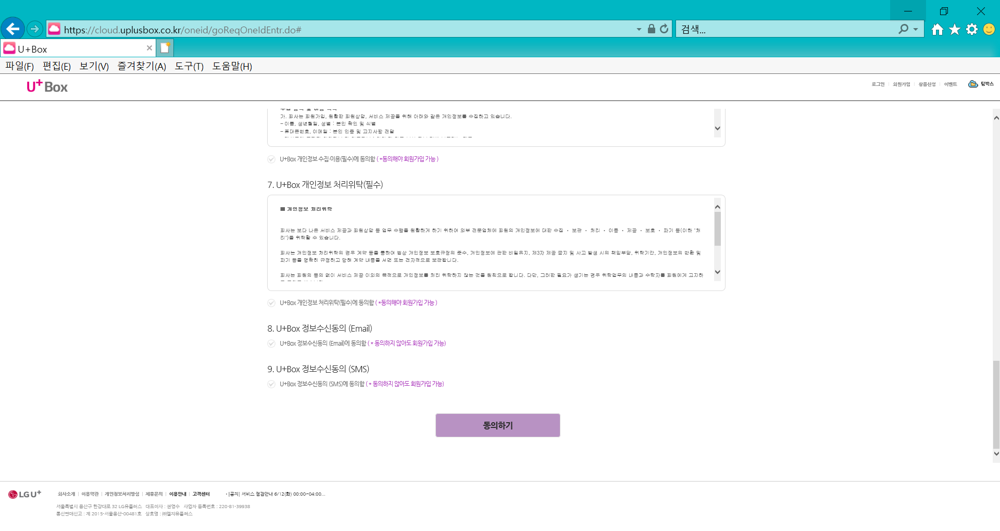 https://cloud.uplusbox.co.kr/oneid/goReqOneIdEntr.do#
검색...
U+Box
파일(F) 편집(E) 보기(V) 즐겨찾기(A) 도구(T) 도움말(H)
U+ Box
로그인 회원가입 상품신청 이벤트 팀박스
가. 회사는 회원가입, 원활한 회원상담, 서비스 제공을 위해 아래와 같은 개인정보를 수집하고 있습니다.
- 이름, 생년월일, 성별 : 본인 확인 및 식별
- 휴대폰번호, 이메일 : 본인 인증 및 고지사항 전달
U+Box 개인정보 수집·이용(필수)에 동의함 ( *동의해야 회원가입 가능 )
7. U+Box 개인정보 처리위탁(필수)
■ 개인정보 처리위탁
회사는 보다 나은 서비스 제공과 회원상담 등 업무 수행을 원활하게 하기 위하여 외부 전문업체에 회원의 개인정보에 대한 수집 · 보관 · 처리 · 이용 · 제공 · 보호 · 파기 등(이하 "처
리")를 위탁할 수 있습니다.
회사는 개인정보 처리위탁의 경우 계약 등을 통하여 법상 개인정보 보호규정의 준수, 개인정보에 관한 비밀유지, 제3자 제공 금지 및 사고 발생 시의 책임부담, 위탁기간, 개인정보의 반환 및
파기 등을 명확히 규정하고 당해 계약 내용을 서면 또는 전자적으로 보관합니다.
회사는 회원의 동의 없이 서비스 제공 이외의 목적으로 개인정보를 처리 위탁하지 않는 것을 원칙으로 합니다. 다만, 그러한 필요가 생기는 경우 위탁업무의 내용과 수탁자를 회원에게 고지하
U+Box 개인정보 처리위탁(필수)에 동의함 ( *동의해야 회원가입 가능 )
8. U+Box 정보수신동의 (Email)
U+Box 정보수신동의 (Email)에 동의함 ( * 동의하지 않아도 회원가입 가능)
9. U+Box 정보수신동의 (SMS)
U+Box 정보수신동의 (SMS)에 동의함 ( * 동의하지 않아도 회원가입 가능)
동의하기
LG U+ 회사소개 이용약관 개인정보처리방침 제휴문의 이용안내 고객센터 · [공지] 서비스 점검안내 6/12(화) 00:00~04:00...
서울특별시 용산구 한강대로 32 LG유플러스 대표이사 : 권영수 사업자 등록번호 : 220-81-39938
통신판매신고 : 제 2015-서울용산-00481호 상호명 : ㈜엘지유플러스